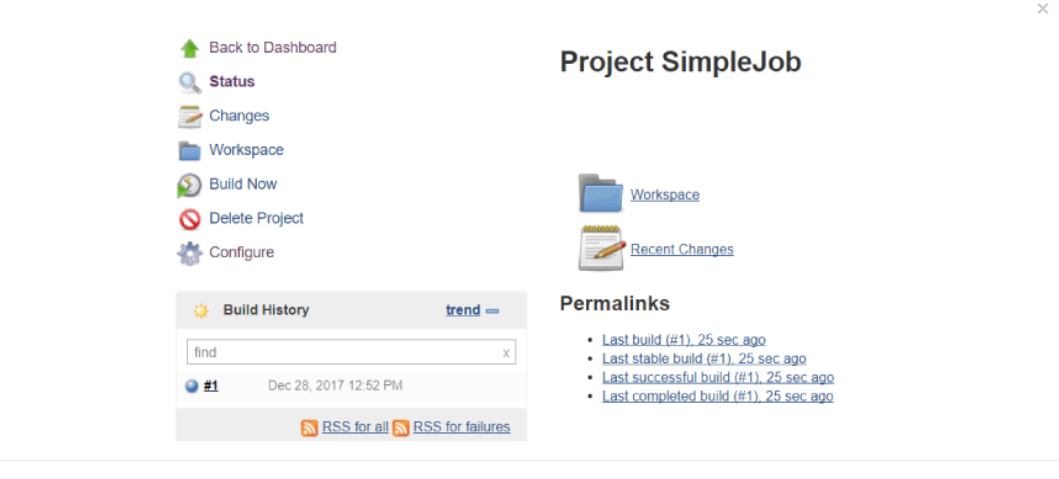 Back to Dashboard
Status
Changes
Workspace
Build Now
Delete Project
Configure
Build History trend
find x
#1 Dec 28, 2017 12:52 PM
RSS for all RSS for failures
Project SimpleJob
Workspace
Recent Changes
Permalinks
Last build (#1), 25 sec ago
Last stable build (#1), 25 sec ago
Last successful build (#1), 25 sec ago
Last completed build (#1), 25 sec ago